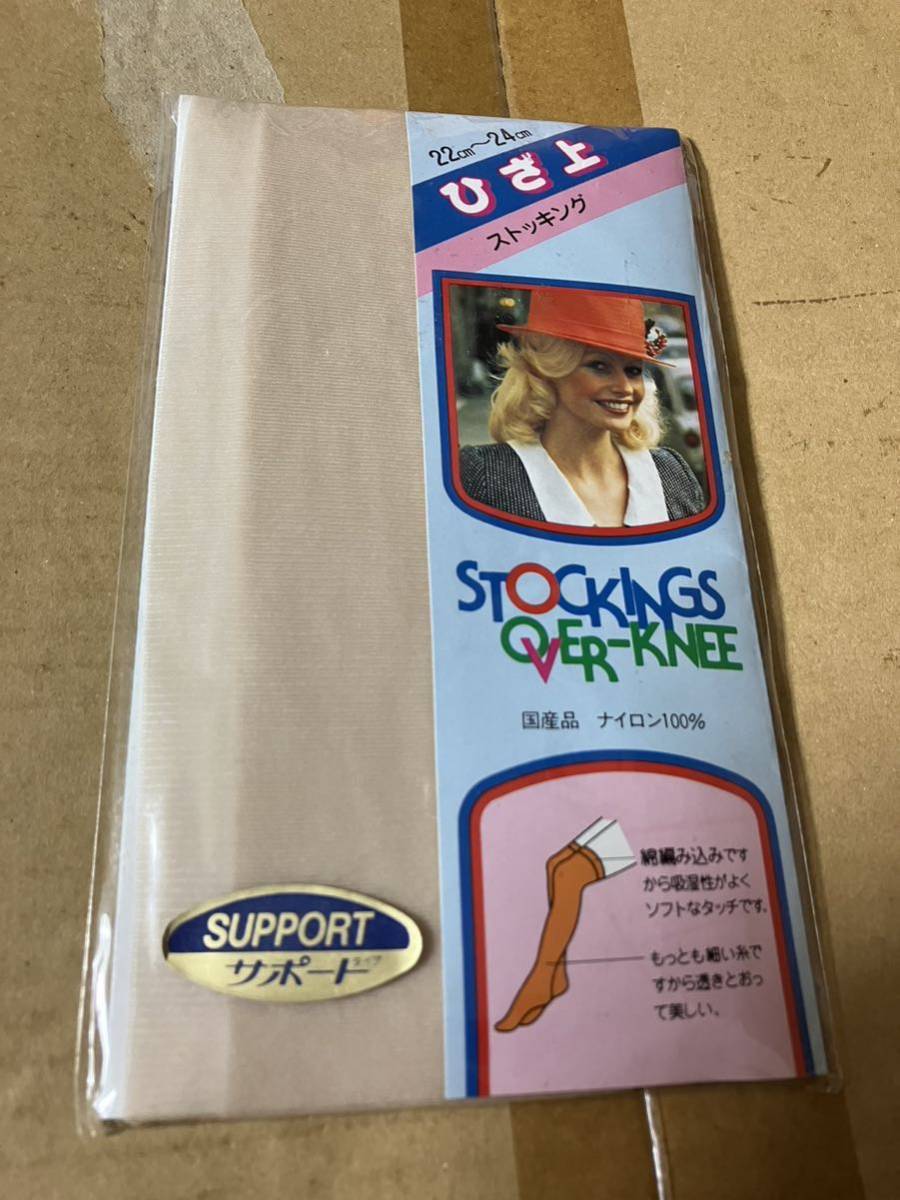 22cm〜24cm
ひざ上
ストッキング
STOCKINGS
OVER-KNEE
国産品 ナイロン100%
綿編み込みです
から吸湿性がよく
ソフトなタッチです。
もっとも細い糸で
すから透きとおっ
て美しい。
SUPPORT
サポートタイプ